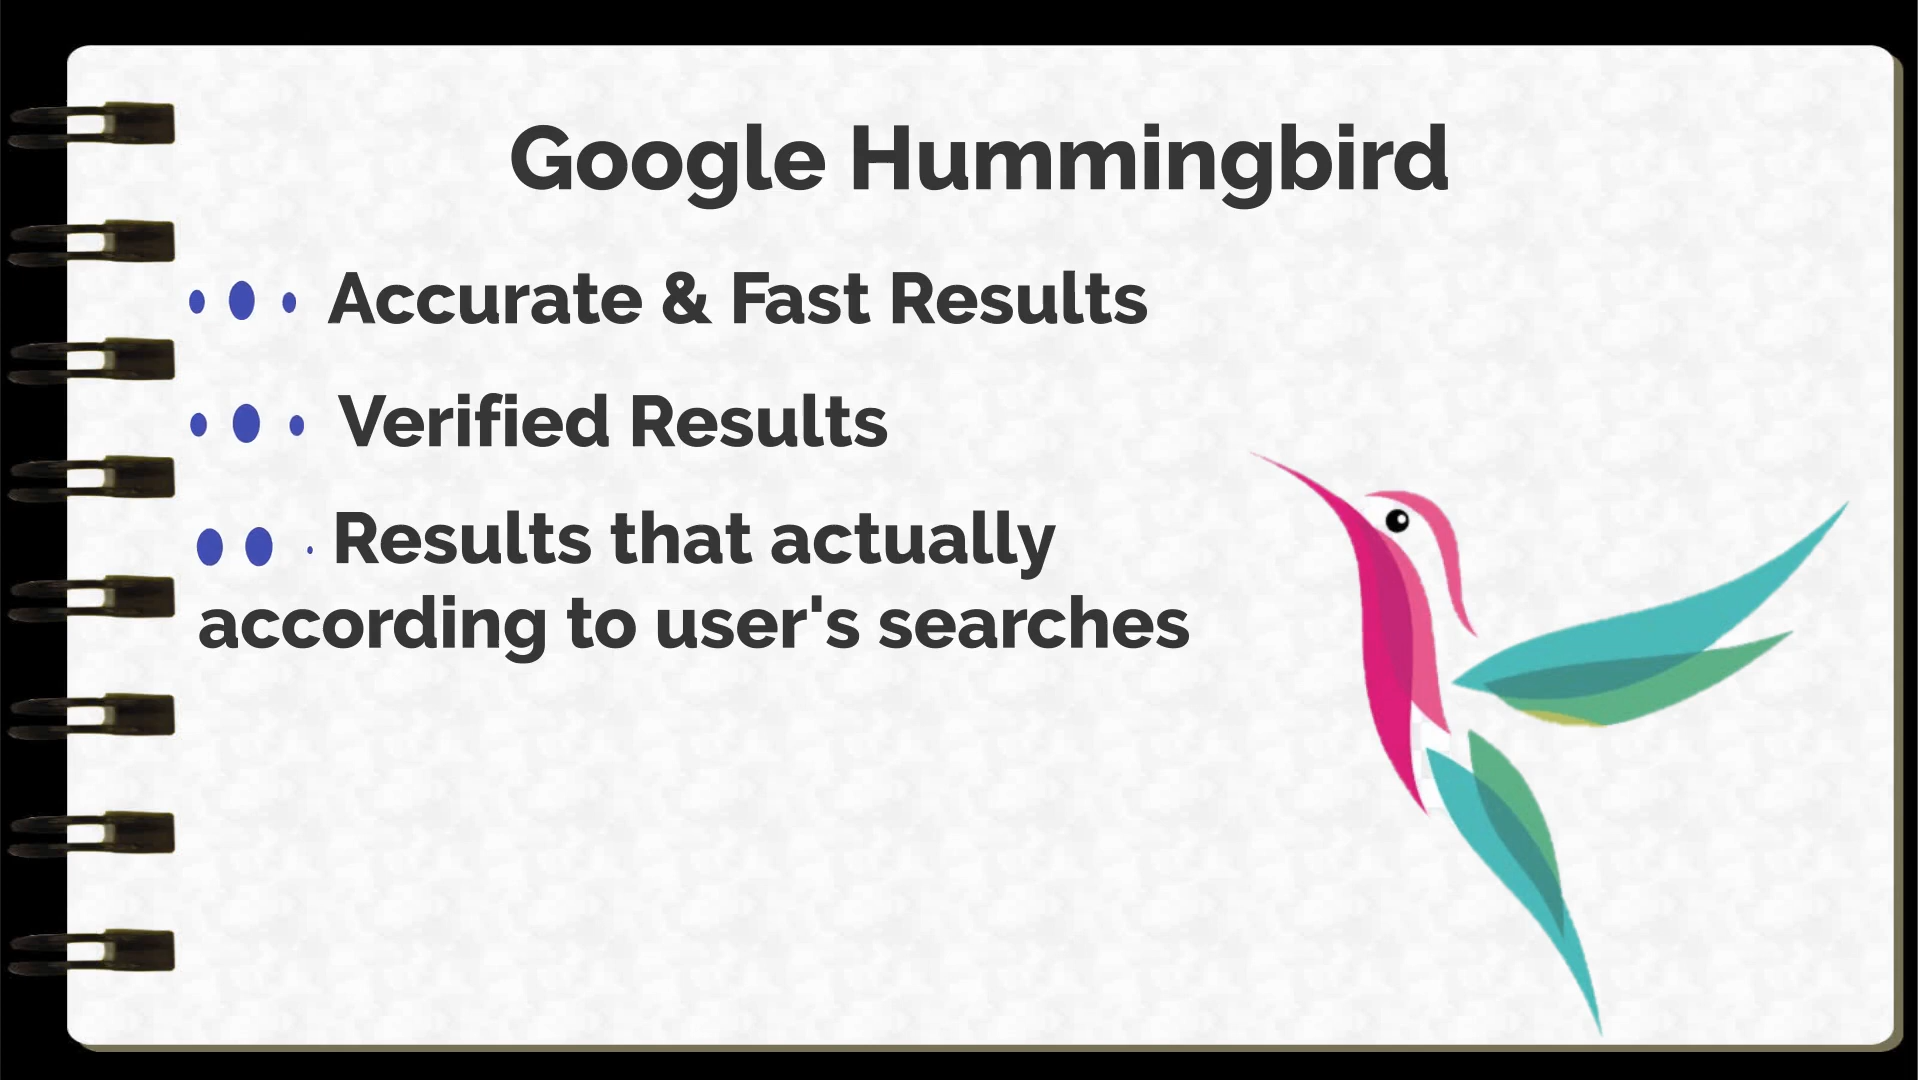 Google Hummingbird
Accurate & Fast Results
Verified Results
Results that actually
according to user's searches